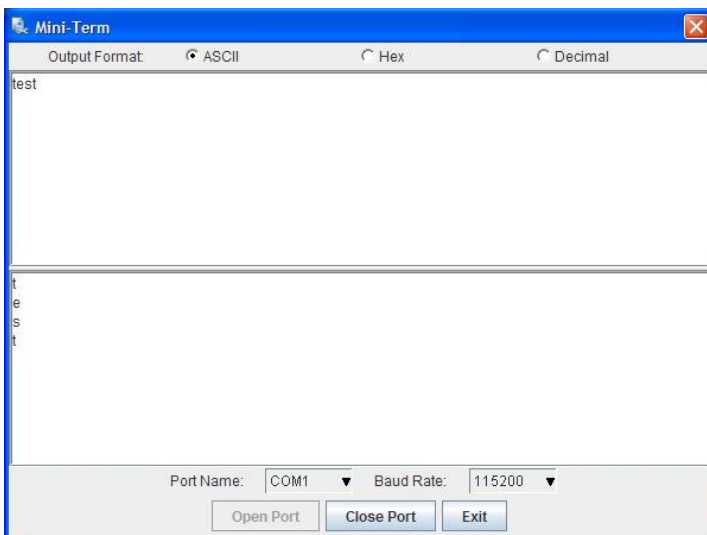 Mini-Term
Output Format: ASCII Hex Decimal
test
t
e
s
t
Port Name: COM1 Baud Rate: 115200
Open Port Close Port Exit